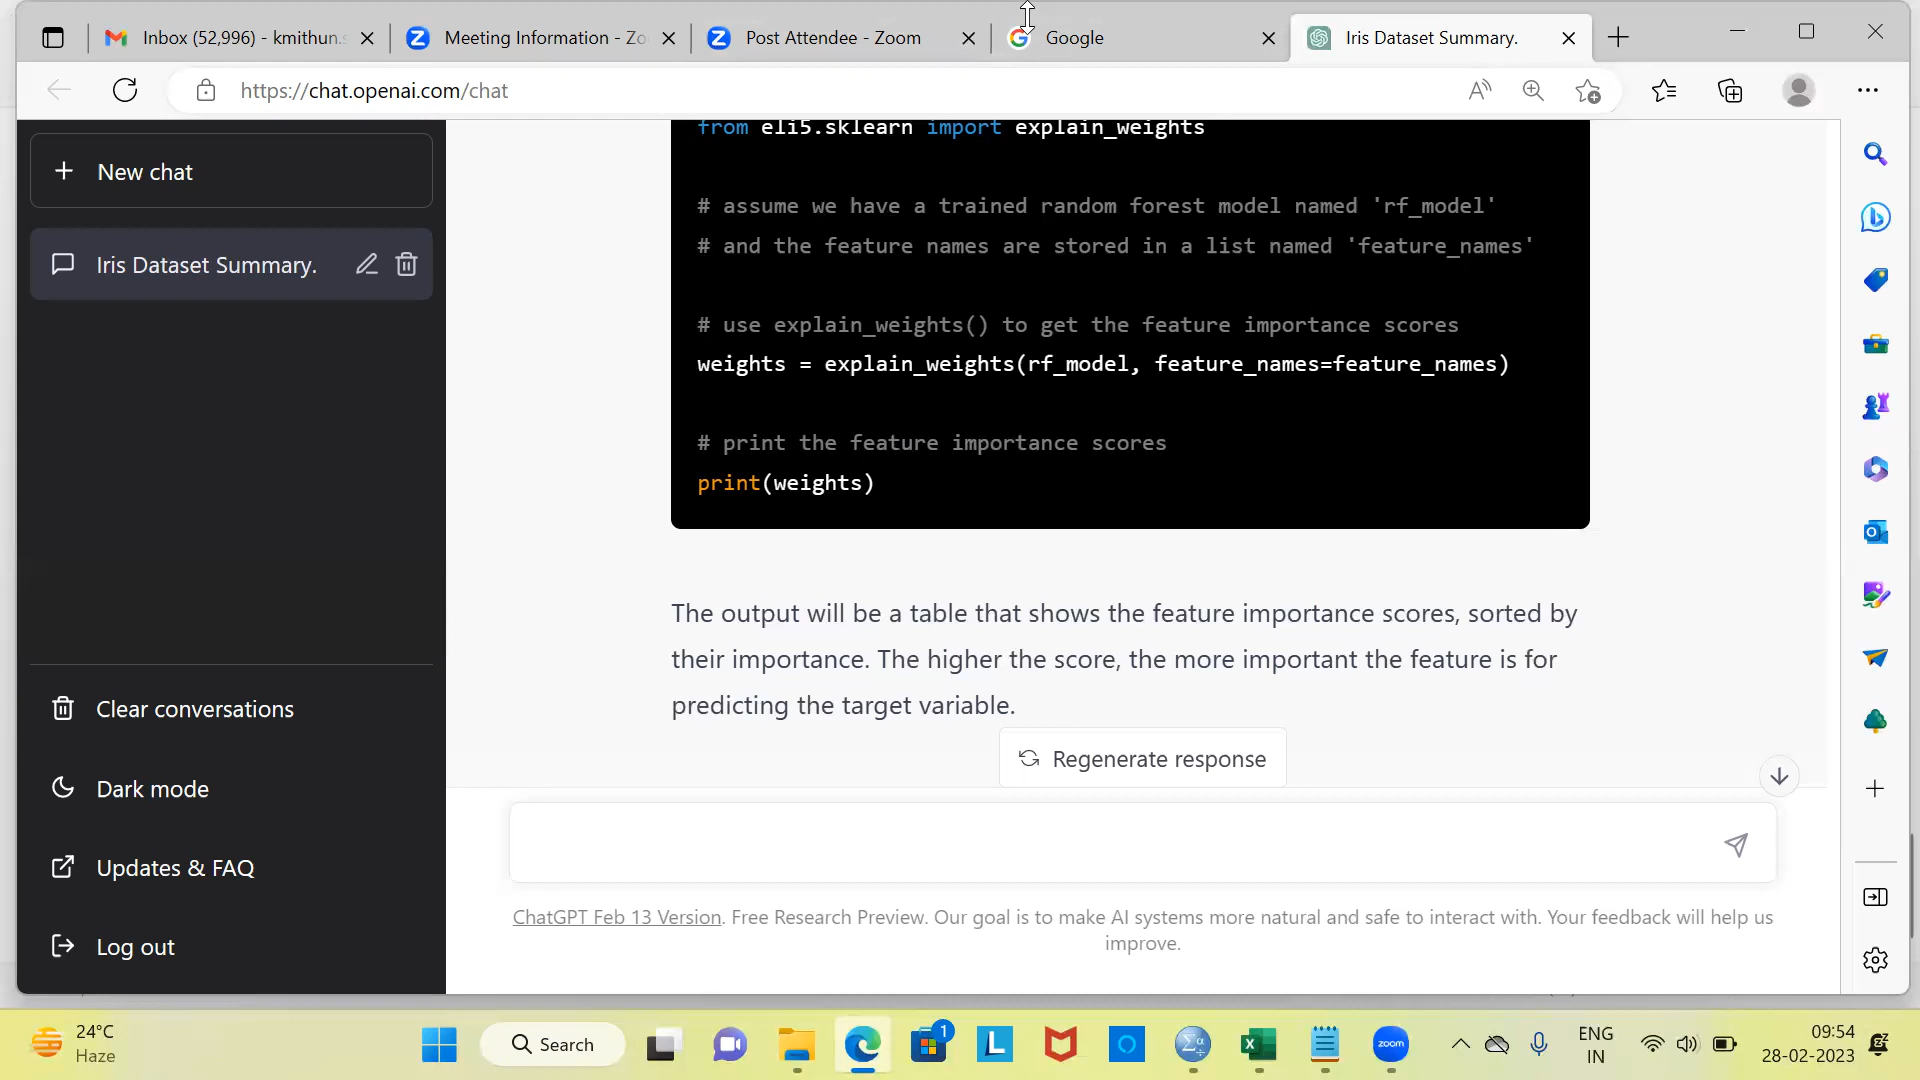 Inbox (52,996) - kmithun.s
Meeting Information - Zo
Post Attendee - Zoom
Google
Iris Dataset Summary.
https://chat.openai.com/chat
New chat
Iris Dataset Summary.
Clear conversations
Dark mode
Updates & FAQ
Log out
from eli5.sklearn import explain_weights
# assume we have a trained random forest model named 'rf_model'
# and the feature names are stored in a list named 'feature_names'
# use explain_weights() to get the feature importance scores
weights = explain_weights(rf_model, feature_names=feature_names)
# print the feature importance scores
print(weights)
The output will be a table that shows the feature importance scores, sorted by
their importance. The higher the score, the more important the feature is for
predicting the target variable.
Regenerate response
ChatGPT Feb 13 Version. Free Research Preview. Our goal is to make AI systems more natural and safe to interact with. Your feedback will help us
improve.
24°C
Haze
Search
1
zoom
ENG
IN
09:54
28-02-2023